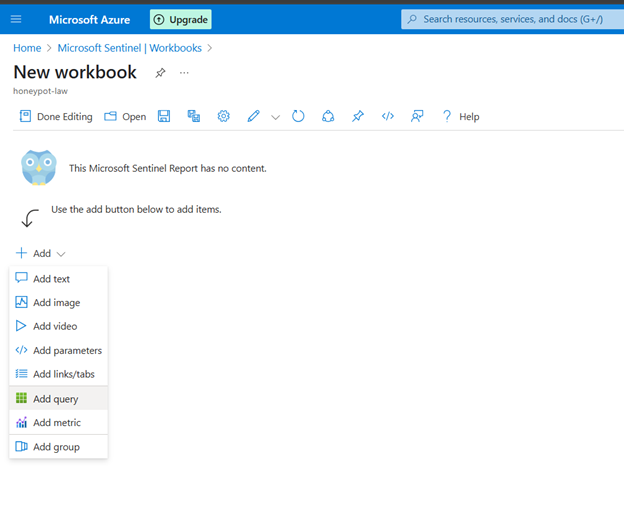 Microsoft Azure Upgrade Search resources, services, and docs (G+/)
Home > Microsoft Sentinel | Workbooks >
New workbook ...
honeypot-law
Done Editing Open Help
This Microsoft Sentinel Report has no content.
Use the add button below to add items.
Add
Add text
Add image
Add video
Add parameters
Add links/tabs
Add query
Add metric
Add group